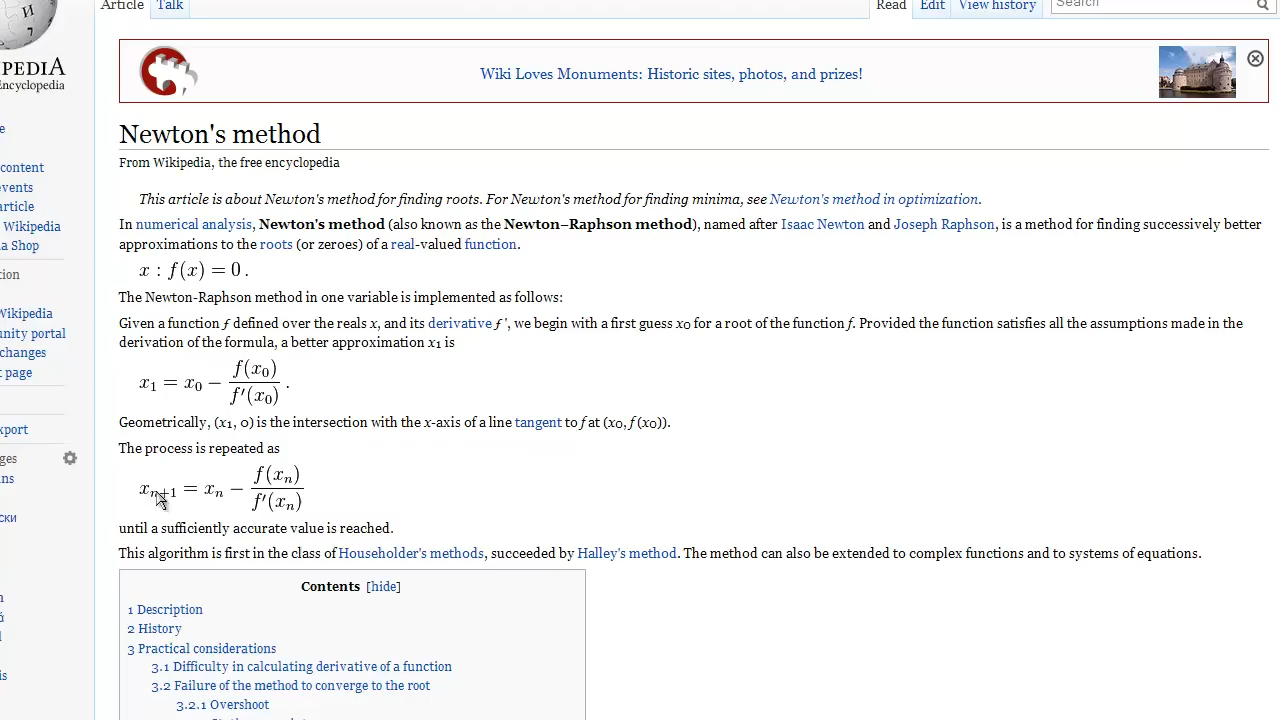 Article Talk Read Edit View history Search
И
PEDIA
Encyclopedia
Wiki Loves Monuments: Historic sites, photos, and prizes!
Newton's method
From Wikipedia, the free encyclopedia
This article is about Newton's method for finding roots. For Newton's method for finding minima, see Newton's method in optimization.
In numerical analysis, Newton's method (also known as the Newton–Raphson method), named after Isaac Newton and Joseph Raphson, is a method for finding successively better
approximations to the roots (or zeroes) of a real-valued function.
x : f(x) = 0 .
The Newton-Raphson method in one variable is implemented as follows:
Given a function ƒ defined over the reals x, and its derivative ƒ ', we begin with a first guess x0 for a root of the function f. Provided the function satisfies all the assumptions made in the
derivation of the formula, a better approximation x1 is
x1 = x0 − f(x0) / f′(x0) .
Geometrically, (x1, 0) is the intersection with the x-axis of a line tangent to f at (x0, f (x0)).
The process is repeated as
xn+1 = xn − f(xn) / f′(xn)
until a sufficiently accurate value is reached.
This algorithm is first in the class of Householder's methods, succeeded by Halley's method. The method can also be extended to complex functions and to systems of equations.
Contents [hide]
1 Description
2 History
3 Practical considerations
3.1 Difficulty in calculating derivative of a function
3.2 Failure of the method to converge to the root
3.2.1 Overshoot
content
events
article
Wikipedia
a Shop
tion
Wikipedia
unity portal
changes
t page
xport
ges
ns
ски